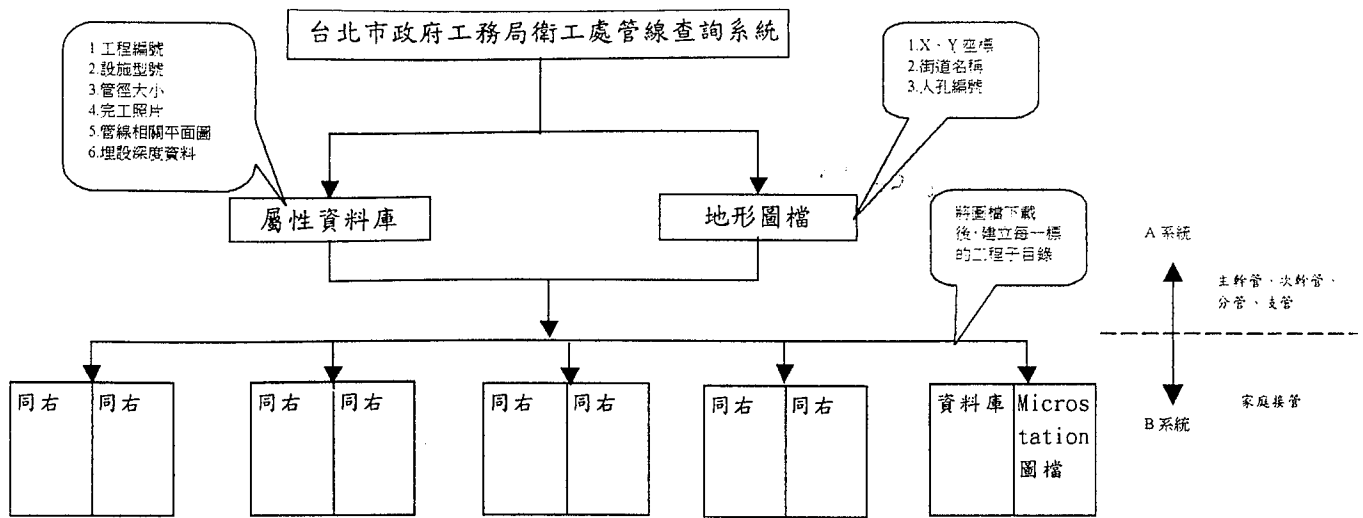 台北市政府工務局衛工處管線查詢系統
1 工程編號
2.設施型號
3.管徑大小
4.完工照片
5.管線相關平面圖
6.埋設深度資料
1.X、Y 座標
2.街道名稱
3.人孔編號
屬性資料庫
地形圖檔
將圖檔下載
後，建立每一標
的工程子目錄
A 系統
主幹管、次幹管、
分管、支管
B 系統
家庭接管
同右
同右
同右
同右
同右
同右
同右
同右
資料庫
Micros
tation
圖檔